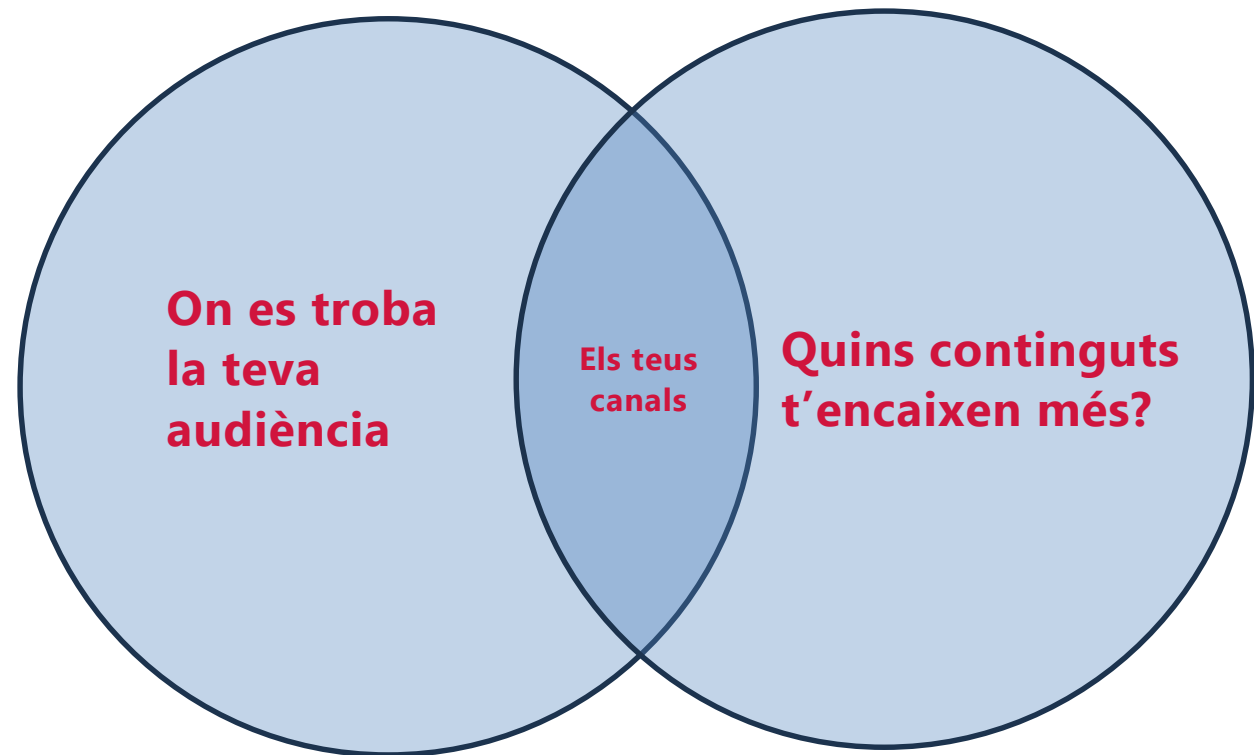 On es troba
la teva
audiència
Els teus
canals
Quins continguts
t’encaixen més?